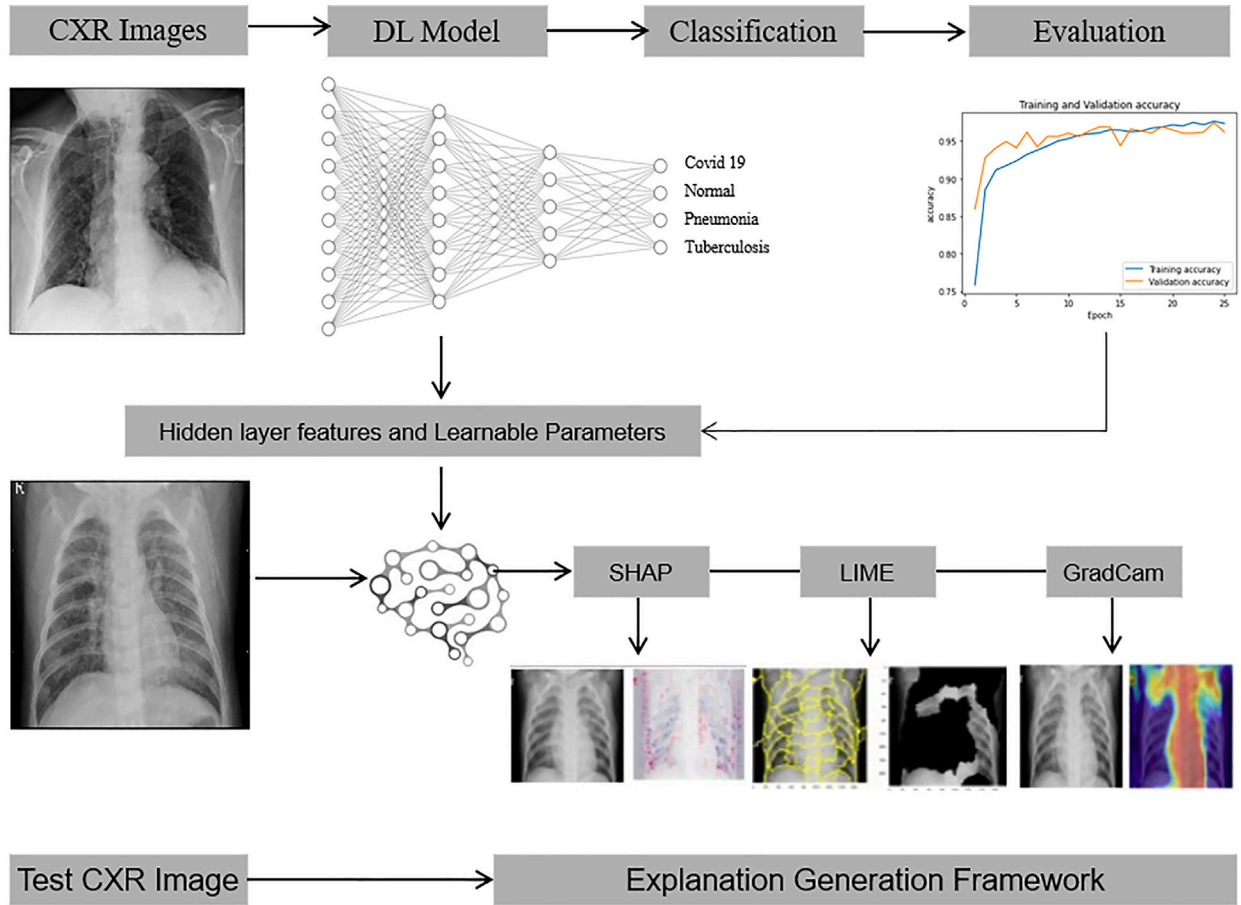 CXR Images
DL Model
Classification
Evaluation
Covid 19
Normal
Pneumonia
Tuberculosis
Training and Validation accuracy
accuracy
0.95
0.90
0.85
0.80
0.75
0
5
10
15
20
25
Epoch
Training accuracy
Validation accuracy
Hidden layer features and Learnable Parameters
R
SHAP
LIME
GradCam
Test CXR Image
Explanation Generation Framework